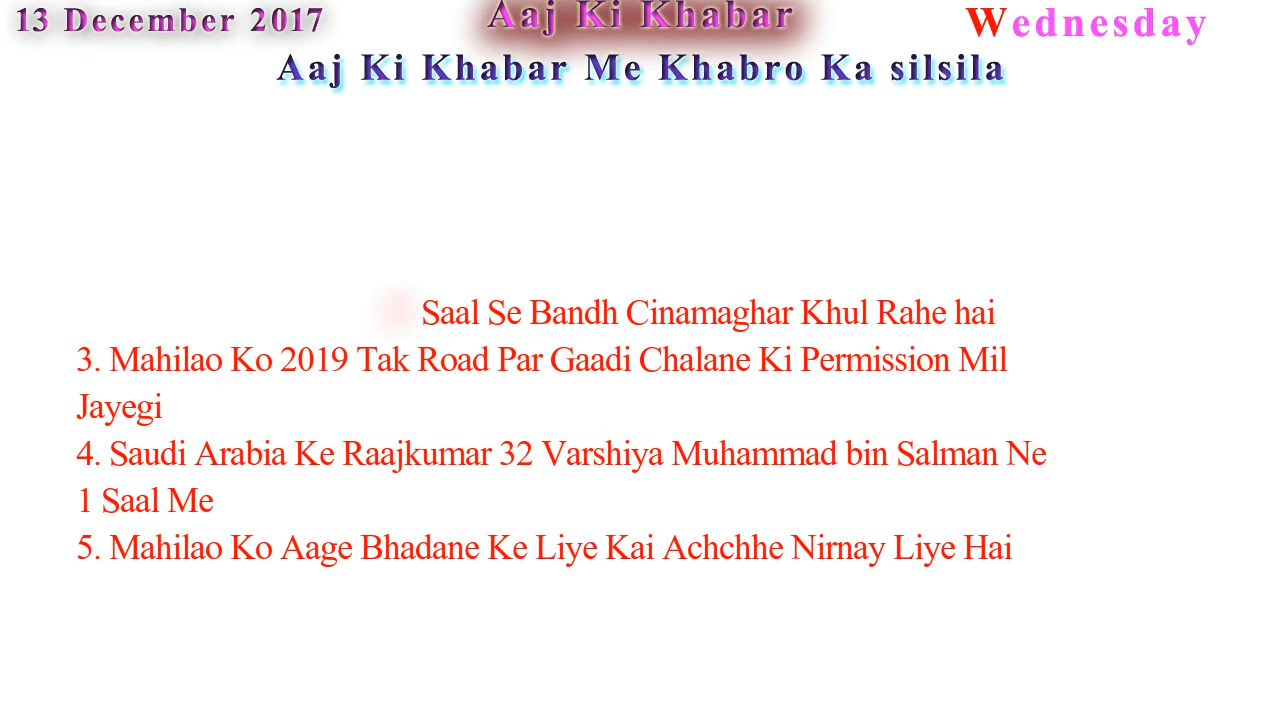 13 December 2017
Aaj Ki Khabar
Wednesday
Aaj Ki Khabar Me Khabro Ka silsila
Saal Se Bandh Cinamaghar Khul Rahe hai
3. Mahilao Ko 2019 Tak Road Par Gaadi Chalane Ki Permission Mil
Jayegi
4. Saudi Arabia Ke Raajkumar 32 Varshiya Muhammad bin Salman Ne
1 Saal Me
5. Mahilao Ko Aage Bhadane Ke Liye Kai Achchhe Nirnay Liye Hai